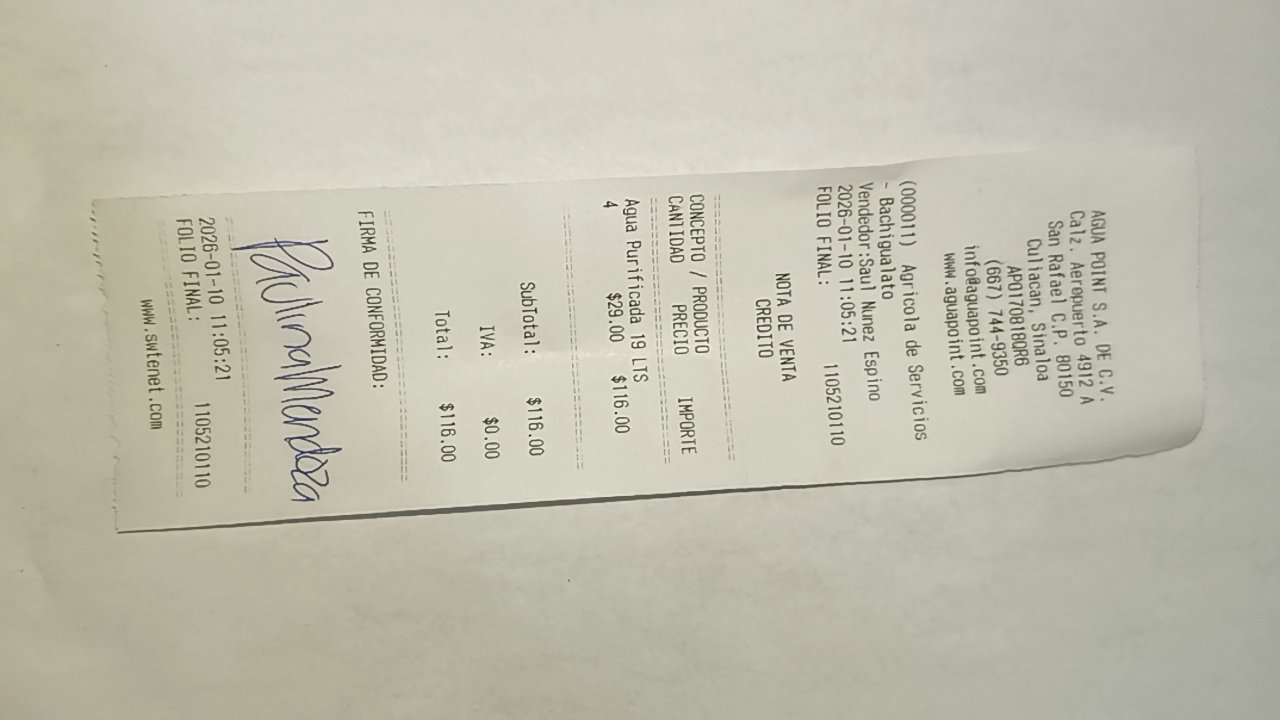 AGUA POINT S.A. DE C.V.
Calz. Aeropuerto 4912 A
San Rafael C.P. 80150
Culiacan, Sinaloa
APO170818QR6
(667) 744-9350
info@aguapoint.com
www.aguapoint.com
(000011) Agricola de Servicios
- Bachigualato
Vendedor:Saul Nunez Espino
2026-01-10 11:05:21
FOLIO FINAL: 1105210110
NOTA DE VENTA
CREDITO
CONCEPTO / PRODUCTO
CANTIDAD PRECIO IMPORTE
Agua Purificada 19 LTS
4 $29.00 $116.00
SubTotal: $116.00
IVA: $0.00
Total: $116.00
FIRMA DE CONFORMIDAD:
Paulina Mendoza
2026-01-10 11:05:21
FOLIO FINAL: 1105210110
www.swtenet.com